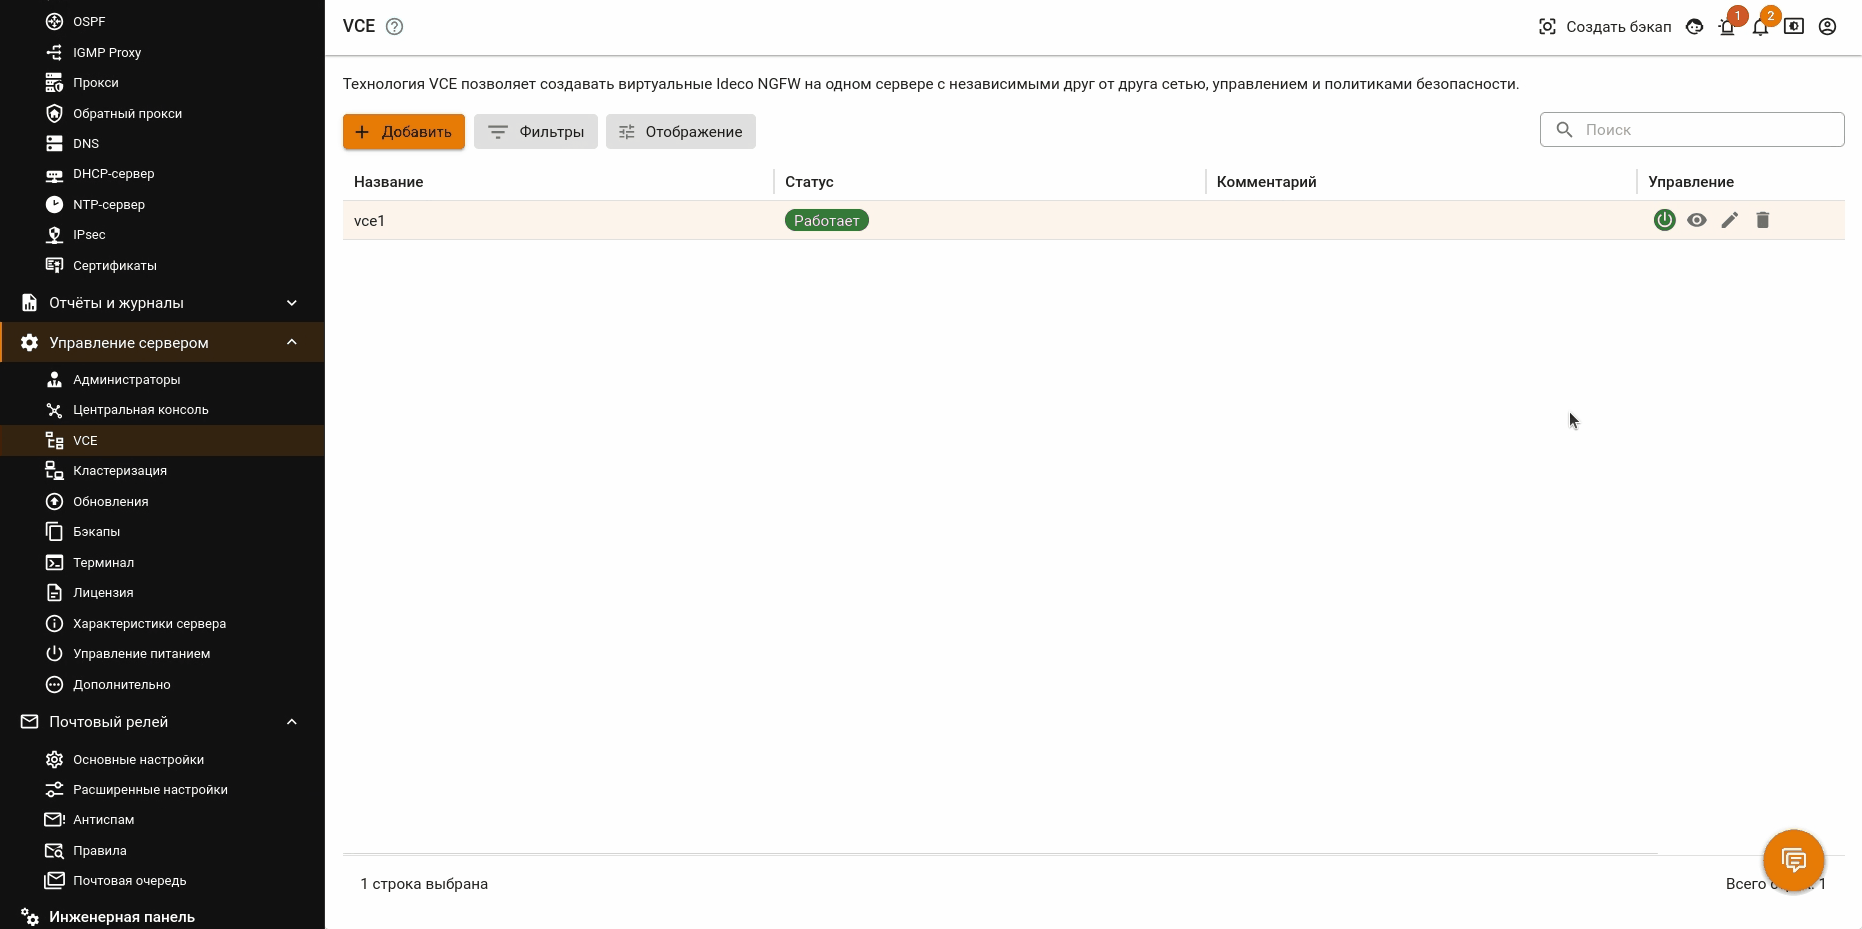 OSPF
IGMP Proxy
Прокси
Обратный прокси
DNS
DHCP-сервер
NTP-сервер
IPsec
Сертификаты
Отчёты и журналы
Управление сервером
Администраторы
Центральная консоль
VCE
Кластеризация
Обновления
Бэкапы
Терминал
Лицензия
Характеристики сервера
Управление питанием
Дополнительно
Почтовый релей
Основные настройки
Расширенные настройки
Антиспам
Правила
Почтовая очередь
Инженерная панель
VCE
Создать бэкап
1
2
Технология VCE позволяет создавать виртуальные Ideco NGFW на одном сервере с независимыми друг от друга сетью, управлением и политиками безопасности.
Добавить Фильтры Отображение Поиск
Название Статус Комментарий Управление
vce1 Работает
1 строка выбрана
Всего 1